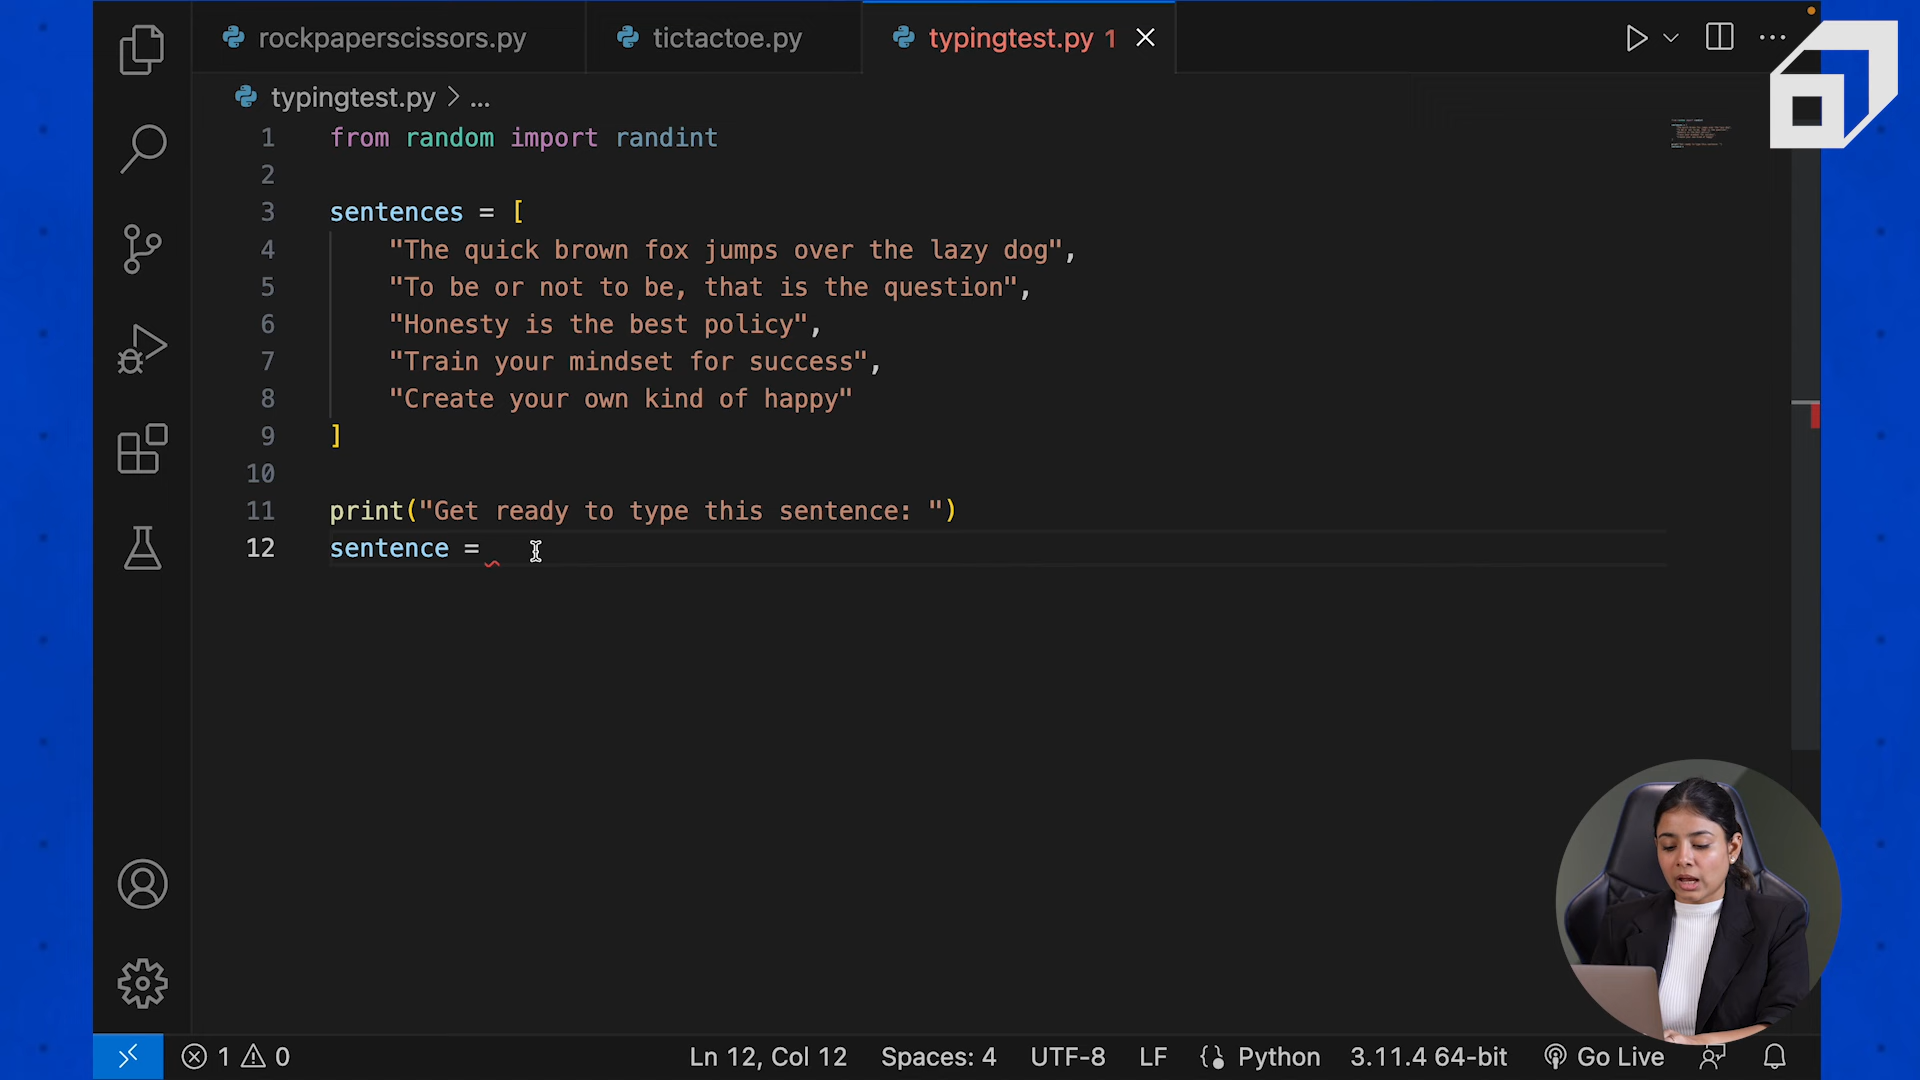 rockpaperscissors.py tictactoe.py typingtest.py 1
typingtest.py > ...
1 from random import randint
2
3 sentences = [
4 "The quick brown fox jumps over the lazy dog",
5 "To be or not to be, that is the question",
6 "Honesty is the best policy",
7 "Train your mindset for success",
8 "Create your own kind of happy"
9 ]
10
11 print("Get ready to type this sentence: ")
12 sentence =
1 0 Ln 12, Col 12 Spaces: 4 UTF-8 LF Python 3.11.4 64-bit Go Live